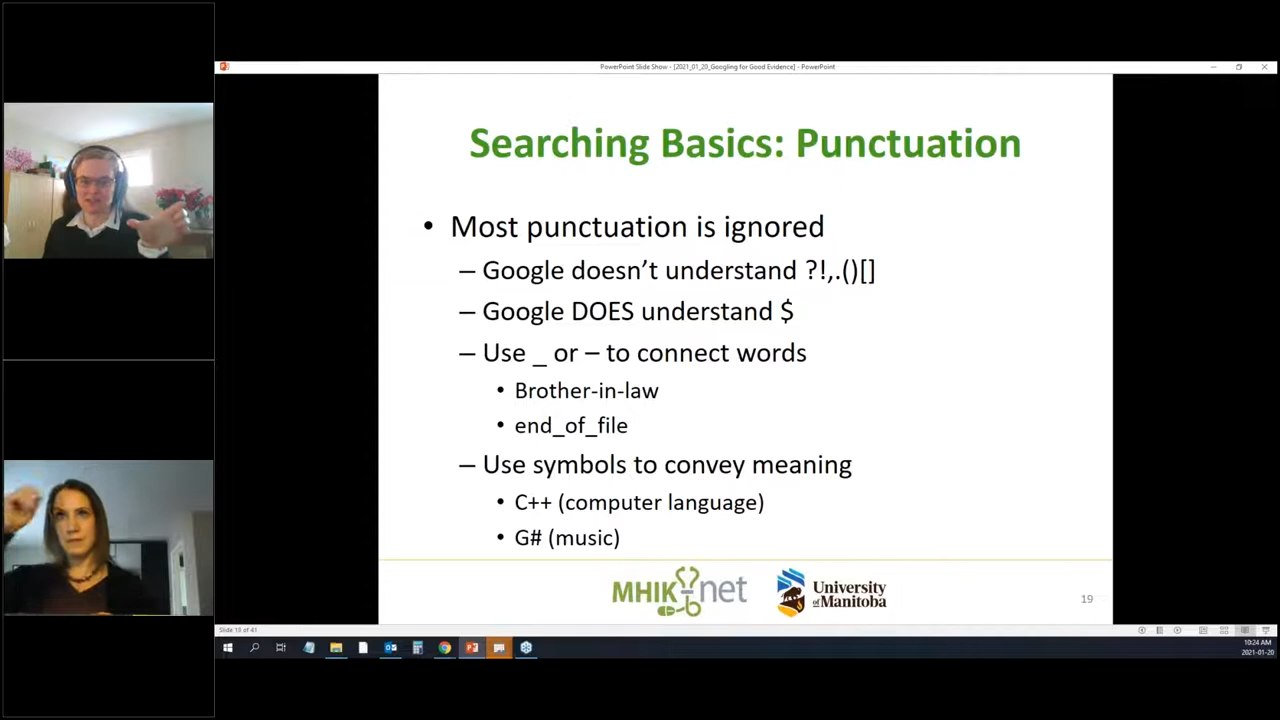 PowerPoint Slide Show - [2021_01_20_Googling for Good Evidence] - PowerPoint
Searching Basics: Punctuation
• Most punctuation is ignored
– Google doesn’t understand ?!,.()[]
– Google DOES understand $
– Use _ or – to connect words
• Brother-in-law
• end_of_file
– Use symbols to convey meaning
• C++ (computer language)
• G# (music)
MHIKnet
University
of Manitoba
19
Slide 19 of 41
10:24 AM
2021-01-20